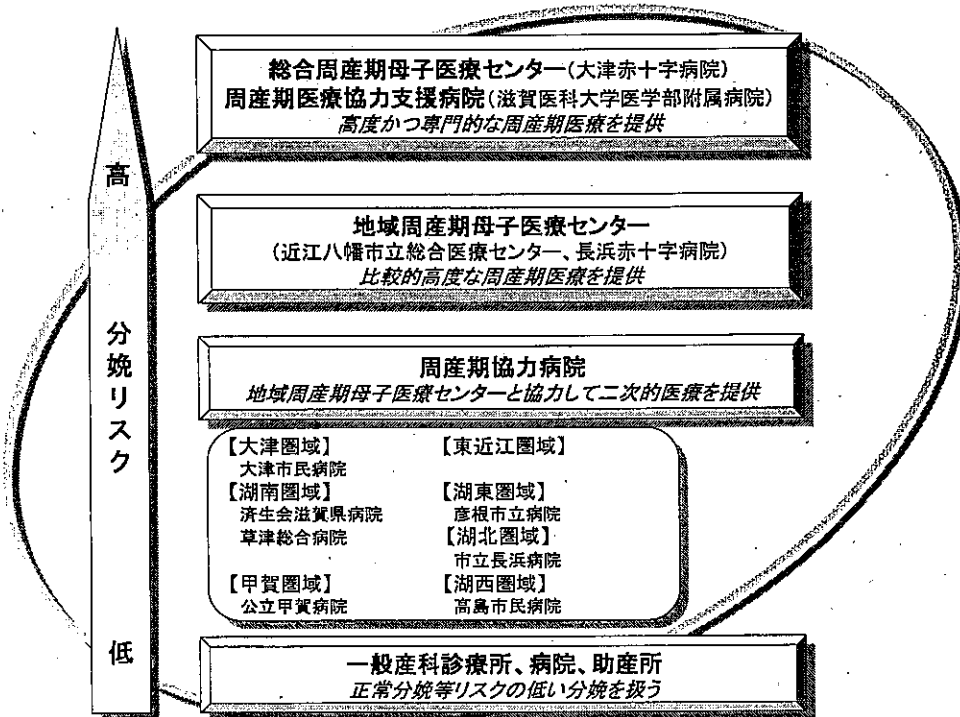 総合周産期母子医療センター(大津赤十字病院)
周産期医療協力支援病院(滋賀医科大学医学部附属病院)
高度かつ専門的な周産期医療を提供
高
地域周産期母子医療センター
(近江八幡市立総合医療センター、長浜赤十字病院)
比較的高度な周産期医療を提供
分娩リスク
周産期協力病院
地域周産期母子医療センターと協力して二次的医療を提供
【大津圏域】
大津市民病院
【湖南圏域】
済生会滋賀県病院
草津総合病院
【甲賀圏域】
公立甲賀病院
【東近江圏域】
【湖東圏域】
彦根市立病院
【湖北圏域】
市立長浜病院
【湖西圏域】
高島市民病院
低
一般産科診療所、病院、助産所
正常分娩等リスクの低い分娩を扱う